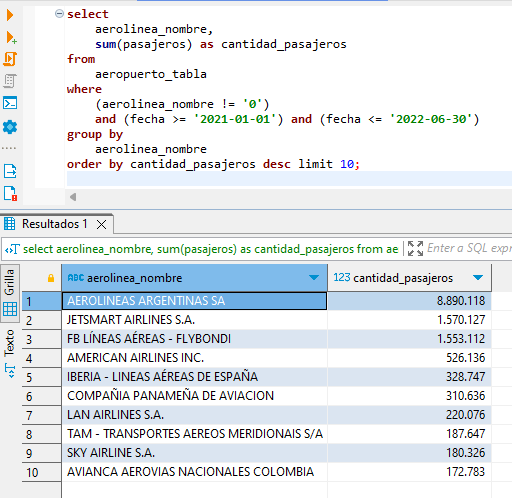 select
aerolinea_nombre,
sum(pasajeros) as cantidad_pasajeros
from
aeropuerto_tabla
where
(aerolinea_nombre != '0')
and (fecha >= '2021-01-01') and (fecha <= '2022-06-30')
group by
aerolinea_nombre
order by cantidad_pasajeros desc limit 10;
Resultados 1
select aerolinea_nombre, sum(pasajeros) as cantidad_pasajeros from ae
Enter a SQL expr
Grilla
Texto
ABC aerolinea_nombre 123 cantidad_pasajeros
1 AEROLINEAS ARGENTINAS SA 8.890.118
2 JETSMART AIRLINES S.A. 1.570.127
3 FB LÍNEAS AÉREAS - FLYBONDI 1.553.112
4 AMERICAN AIRLINES INC. 526.136
5 IBERIA - LINEAS AÉREAS DE ESPAÑA 328.747
6 COMPAÑIA PANAMEÑA DE AVIACION 310.636
7 LAN AIRLINES S.A. 220.076
8 TAM - TRANSPORTES AEREOS MERIDIONAIS S/A 187.647
9 SKY AIRLINE S.A. 180.326
10 AVIANCA AEROVIAS NACIONALES COLOMBIA 172.783